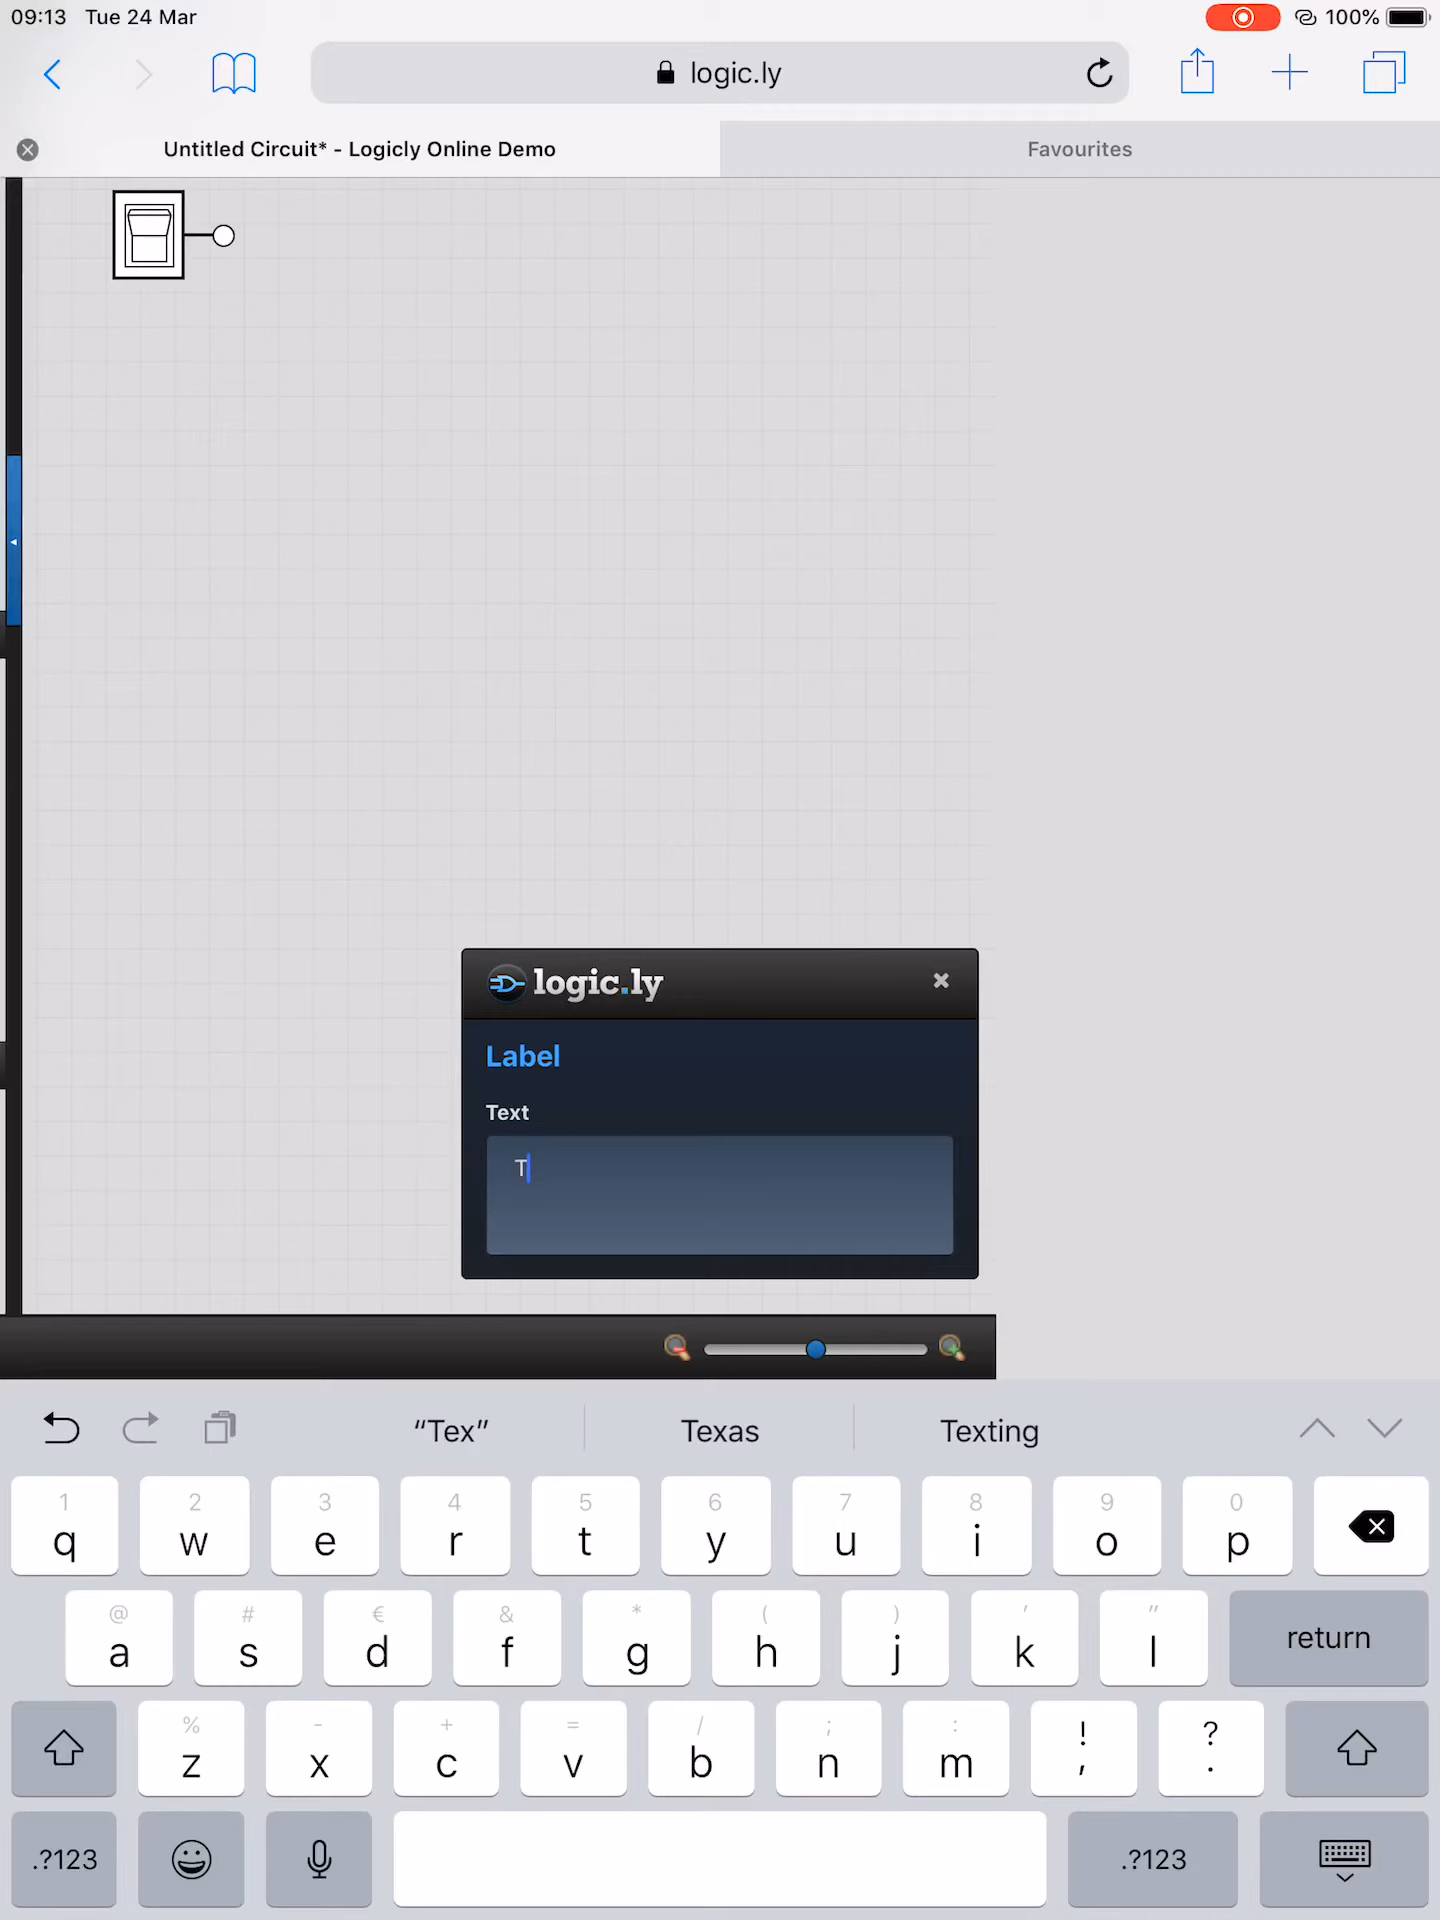 09:13 Tue 24 Mar
100%
logic.ly
Untitled Circuit* - Logicly Online Demo
Favourites
logic.ly
Label
Text
T
“Tex” Texas Texting
1 2 3 4 5 6 7 8 9 0
q w e r t y u i o p
@ # € & * ( ) ' "
a s d f g h j k l return
% - + = / ; : ! ?
z x c v b n m , .
.?123 .?123